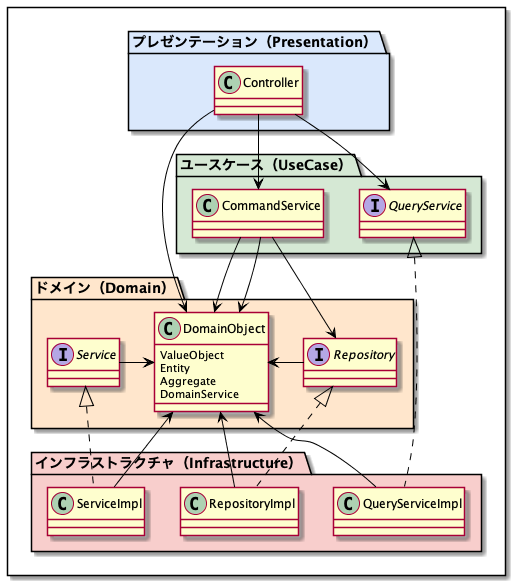 プレゼンテーション（Presentation）
C Controller
ユースケース（UseCase）
C CommandService
I QueryService
ドメイン（Domain）
C DomainObject
ValueObject
Entity
Aggregate
DomainService
I Service
I Repository
インフラストラクチャ（Infrastructure）
C ServiceImpl
C RepositoryImpl
C QueryServiceImpl